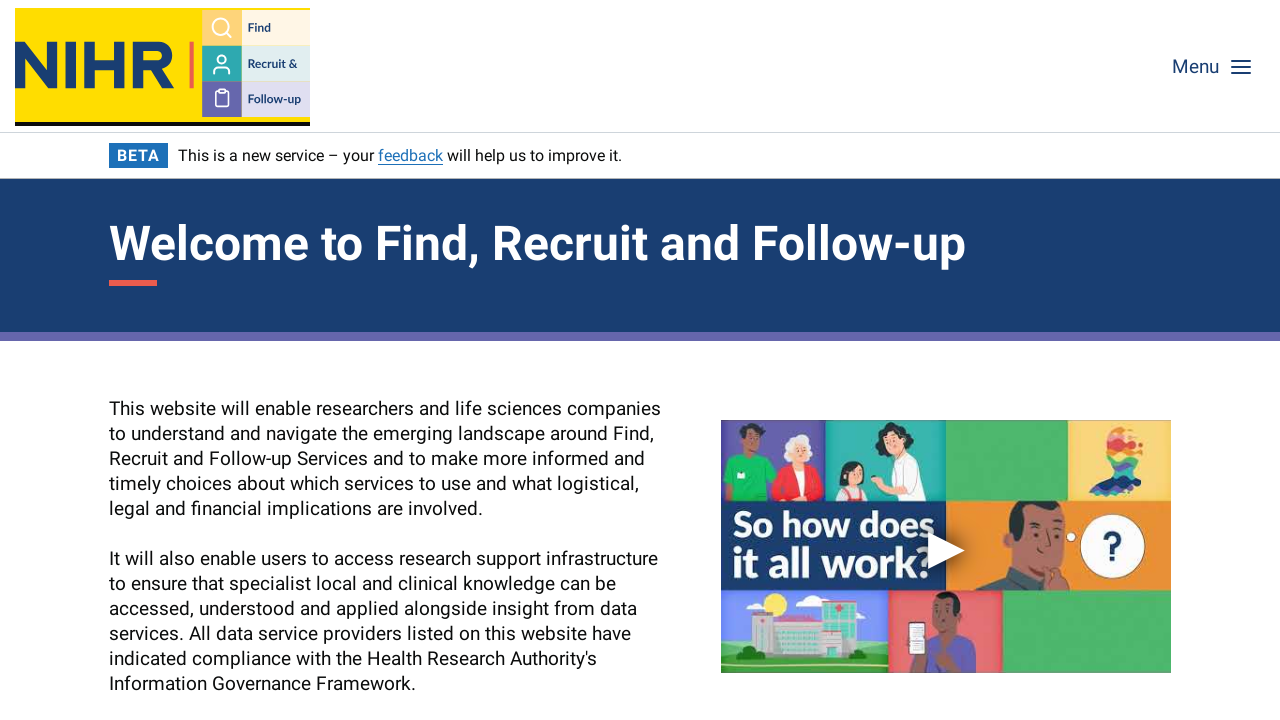 NIHR
Find
Recruit &
Follow-up
Menu
BETA This is a new service – your feedback will help us to improve it.
Welcome to Find, Recruit and Follow-up
This website will enable researchers and life sciences companies
to understand and navigate the emerging landscape around Find,
Recruit and Follow-up Services and to make more informed and
timely choices about which services to use and what logistical,
legal and financial implications are involved.
It will also enable users to access research support infrastructure
to ensure that specialist local and clinical knowledge can be
accessed, understood and applied alongside insight from data
services. All data service providers listed on this website have
indicated compliance with the Health Research Authority's
Information Governance Framework.
So how does
it all work?
?